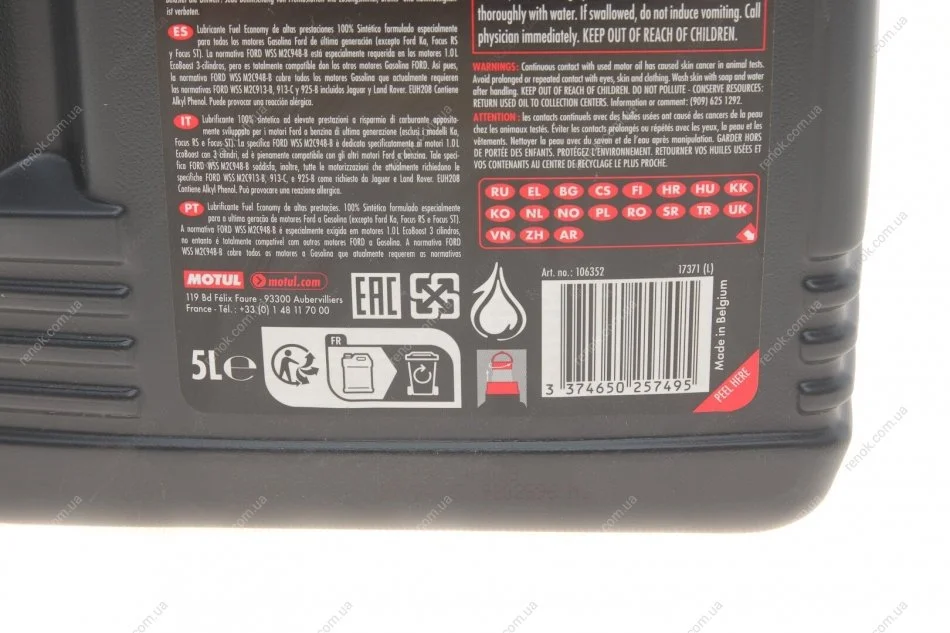 ist verboten.
ES Lubricante Fuel Economy de altas prestaciones 100% Sintético formulado especialmente
para todos los motores Gasolina Ford de última generación (excepto Ford Ka, Focus RS
y Focus ST). La normativa FORD WSS M2C948-B está especialmente requerida en los motores 1.0L
EcoBoost 3-cilindros, pero es totalmente compatible con los otros motores Gasolina Ford. Así pues,
la normativa FORD WSS M2C948-B cubre todos los motores Gasolina que actualmente requieren
las normativas FORD WSS M2C913-B, 913-C y 925-B incluidos Jaguar y Land Rover. EUH208 Contiene
Alkyl Phenol. Puede provocar una reacción alérgica.
IT Lubrificante 100% sintético ad elevate prestazioni a risparmio di carburante appositamente
sviluppato per i motori Ford a benzina di ultima generazione (esclusi i modelli Ka,
Focus RS e Focus ST). La specifica FORD WSS M2C948-B è dedicata specificatamente ai motori 1.0L
EcoBoost con 3 cilindri, ed è pienamente compatibile con gli altri motori Ford a benzina. Tale speci-
fica FORD WSS M2C948-B soddisfa, inoltre, tutte le motorizzazioni che attualmente richiedono le
specifiche FORD WSS M2C913-B, 913-C, e 925-B come richiesto da Jaguar e Land Rover. EUH208
Contiene Alkyl Phenol. Può provocare una reazione allergica.
PT Lubrificante Fuel Economy de altas prestações. 100% Sintético formulado especialmente
para a ultima geração de motores Ford a Gasolina (excepto Ford Ka, Focus RS e Focus ST).
A normativa FORD WSS M2C948-B é especialmente exigida em motores 1.0L EcoBoost 3 cilindros,
no entanto é totalmente compatível com outros motores FORD a Gasolina. A normativa FORD
WSS M2C948-B cobre todos os motores a Gasolina que atualmente requerem as normativas
MOTUL motul.com
119 Bd Félix Faure - 93300 Aubervilliers
France - Tél. : +33 (0) 1 48 11 70 00
EAC
5L℮
FR
thoroughly with water. If swallowed, do not induce vomiting. Call
physician immediately. KEEP OUT OF REACH OF CHILDREN.
WARNINGS: Continuous contact with used motor oil has caused skin cancer in animal tests.
Avoid prolonged or repeated contact with eyes, skin and clothing. Wash skin with soap and water
after handling. KEEP OUT OF REACH OF CHILDREN. DO NOT POLLUTE - CONSERVE RESOURCES:
RETURN USED OIL TO COLLECTION CENTERS. Information or comment: (909) 625 1292.
ATTENTION : les contacts continuels avec des huiles usées ont causé des cancers de la peau
chez les animaux testés. Éviter les contacts prolongés ou répétés avec les yeux, la peau et les
vêtements. Nettoyer la peau avec du savon et de l'eau après manipulation. GARDER HORS
DE PORTÉE DES ENFANTS. PROTÉGEZ L'ENVIRONNEMENT. RETOURNER VOS HUILES USÉES ET
VOS CONTENANTS AU CENTRE DE RECYCLAGE LE PLUS PROCHE.
RU EL BG CS FI HR HU KK
KO NL NO PL RO SR TR UK
VN ZH AR
Art. no.: 106352 17371 (L)
3 374650 257495
Made in Belgium
PEEL HERE
renok.com.ua